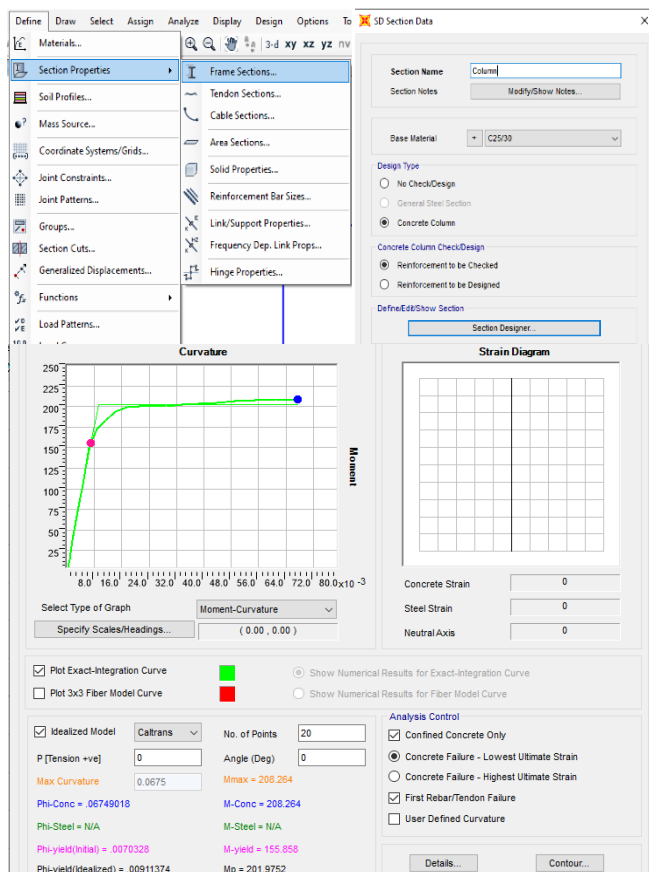 Define Draw Select Assign Analyze Display Design Options To
Materials...
Section Properties
Soil Profiles...
Mass Source...
Coordinate Systems/Grids...
Joint Constraints...
Joint Patterns...
Groups...
Section Cuts...
Generalized Displacements...
Functions
Load Patterns...
3-d xy xz yz nv
Frame Sections...
Tendon Sections...
Cable Sections...
Area Sections...
Solid Properties...
Reinforcement Bar Sizes...
Link/Support Properties...
Frequency Dep. Link Props...
Hinge Properties...
SD Section Data
Section Name Column
Section Notes Modify/Show Notes...
Base Material + C25/30
Design Type
No Check/Design
General Steel Section
Concrete Column
Concrete Column Check/Design
Reinforcement to be Checked
Reinforcement to be Designed
Define/Edit/Show Section
Section Designer...
Curvature
250
225
200
175
150
125
100
75
50
25
Moment
8.0 16.0 24.0 32.0 40.0 48.0 56.0 64.0 72.0 80.0 x10 -3
Select Type of Graph Moment-Curvature
Specify Scales/Headings... ( 0.00 , 0.00 )
Strain Diagram
Concrete Strain 0
Steel Strain 0
Neutral Axis 0
Plot Exact-Integration Curve
Plot 3x3 Fiber Model Curve
Show Numerical Results for Exact-Integration Curve
Show Numerical Results for Fiber Model Curve
Idealized Model Caltrans No. of Points 20
P [Tension +ve] 0 Angle (Deg) 0
Max Curvature 0.0675 Mmax = 208.264
Phi-Conc = .06749018 M-Conc = 208.264
Phi-Steel = N/A M-Steel = N/A
Phi-yield(Initial) = .0070328 M-yield = 155.858
Phi-yield(Idealized) = .00911374 Mp = 201.9752
Analysis Control
Confined Concrete Only
Concrete Failure - Lowest Ultimate Strain
Concrete Failure - Highest Ultimate Strain
First Rebar/Tendon Failure
User Defined Curvature
Details... Contour...